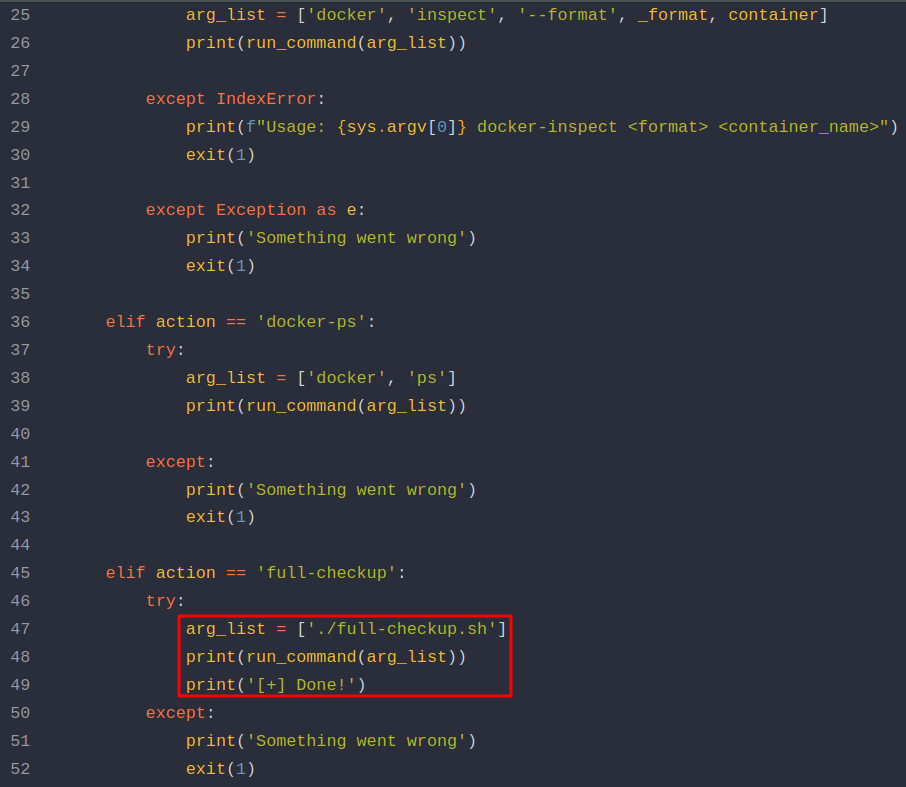 25                arg_list = ['docker', 'inspect', '--format', _format, container]
26                print(run_command(arg_list))
27
28            except IndexError:
29                print(f"Usage: {sys.argv[0]} docker-inspect <format> <container_name>")
30                exit(1)
31
32            except Exception as e:
33                print('Something went wrong')
34                exit(1)
35
36        elif action == 'docker-ps':
37            try:
38                arg_list = ['docker', 'ps']
39                print(run_command(arg_list))
40
41            except:
42                print('Something went wrong')
43                exit(1)
44
45        elif action == 'full-checkup':
46            try:
47                arg_list = ['./full-checkup.sh']
48                print(run_command(arg_list))
49                print('[+] Done!')
50            except:
51                print('Something went wrong')
52                exit(1)